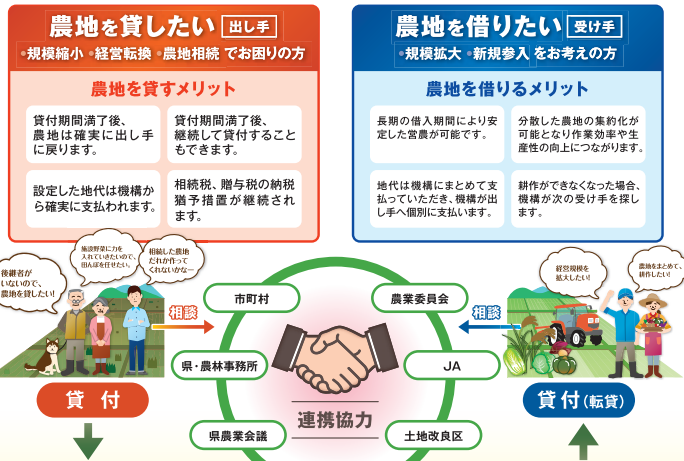 農地を貸したい 出し手
・規模縮小 ・経営転換 ・農地相続 でお困りの方
農地を貸すメリット
貸付期間満了後、
農地は確実に出し手
に戻ります。
貸付期間満了後、
継続して貸付すること
もできます。
設定した地代は機構か
ら確実に支払われます。
相続税、贈与税の納税
猶予措置が継続されま
す。
農地を借りたい 受け手
・規模拡大 ・新規参入 をお考えの方
農地を借りるメリット
長期の借入期間により安
定した営農が可能です。
分散した農地の集約化が
可能となり作業効率や生
産性の向上につながります。
地代は機構にまとめて支
払っていただき、機構が出
し手へ個別に支払います。
耕作ができなくなった場合、
機構が次の受け手を探し
ます。
後継者が
いないので、
農地を貸したい!
施設野菜に力を
入れていきたいので、
田んぼを任せたい。
相続した農地
だれか作って
くれないかなー
相談
貸付
市町村
県・農林事務所
県農業会議
農業委員会
JA
土地改良区
連携協力
相談
経営規模を
拡大したい!
農地をまとめて、
耕作したい!
貸付(転貸)